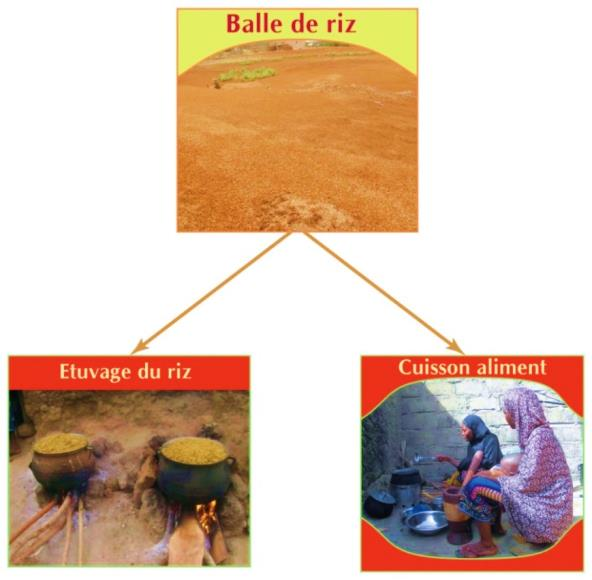 Balle de riz
Etuvage du riz
Cuisson aliment